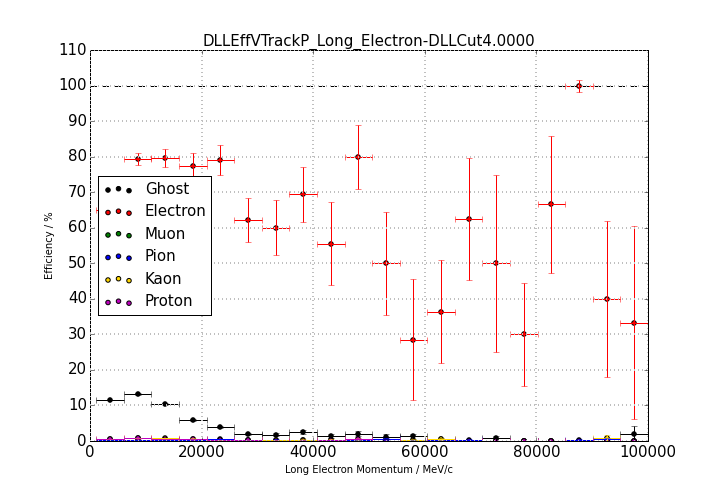 DLLEffVTrackP_Long_Electron-DLLCut4.0000
110
100
90
80
70
60
50
40
30
20
10
0
Efficiency / %
Ghost
Electron
Muon
Pion
Kaon
Proton
0 20000 40000 60000 80000 100000
Long Electron Momentum / MeV/c